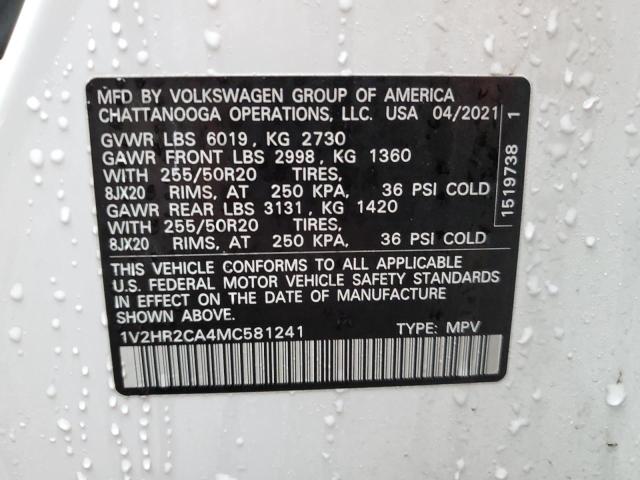 MFD BY VOLKSWAGEN GROUP OF AMERICA
CHATTANOOGA OPERATIONS, LLC. USA 04/2021
GVWR LBS 6019, KG 2730
GAWR FRONT LBS 2998, KG 1360
WITH 255/50R20 TIRES,
8JX20 RIMS, AT 250 KPA, 36 PSI COLD
GAWR REAR LBS 3131, KG 1420
WITH 255/50R20 TIRES,
8JX20 RIMS, AT 250 KPA, 36 PSI COLD
THIS VEHICLE CONFORMS TO ALL APPLICABLE
U.S. FEDERAL MOTOR VEHICLE SAFETY STANDARDS
IN EFFECT ON THE DATE OF MANUFACTURE
SHOWN ABOVE.
1V2HR2CA4MC581241 TYPE: MPV
1519738 1